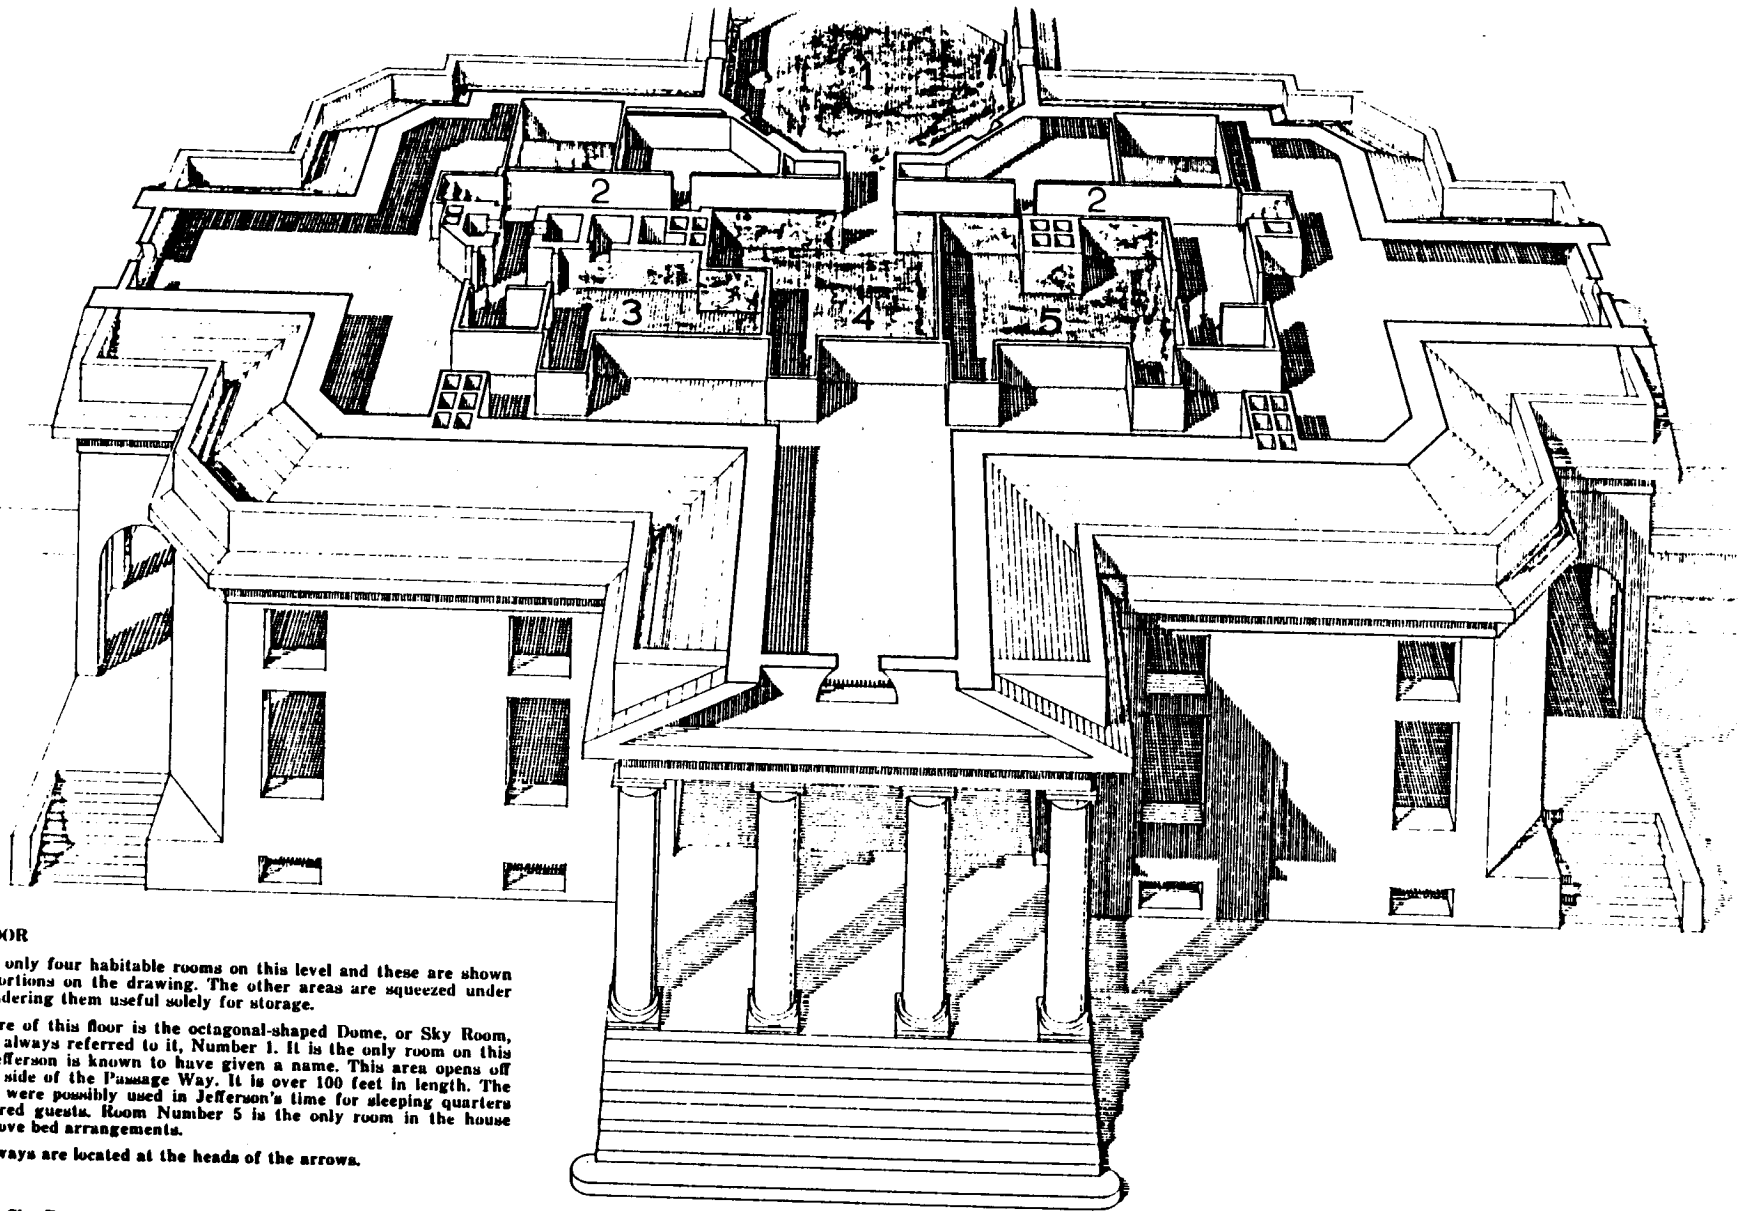 1
2
2
3
4
5
OOR
only four habitable rooms on this level and these are shown
ortions on the drawing. The other areas are squeezed under
dering them useful solely for storage.
re of this floor is the octagonal-shaped Dome, or Sky Room,
always referred to it, Number 1. It is the only room on this
efferson is known to have given a name. This area opens off
side of the Passage Way. It is over 100 feet in length. The
were possibly used in Jefferson's time for sleeping quarters
red guests. Room Number 5 is the only room in the house
ove bed arrangements.
ways are located at the heads of the arrows.